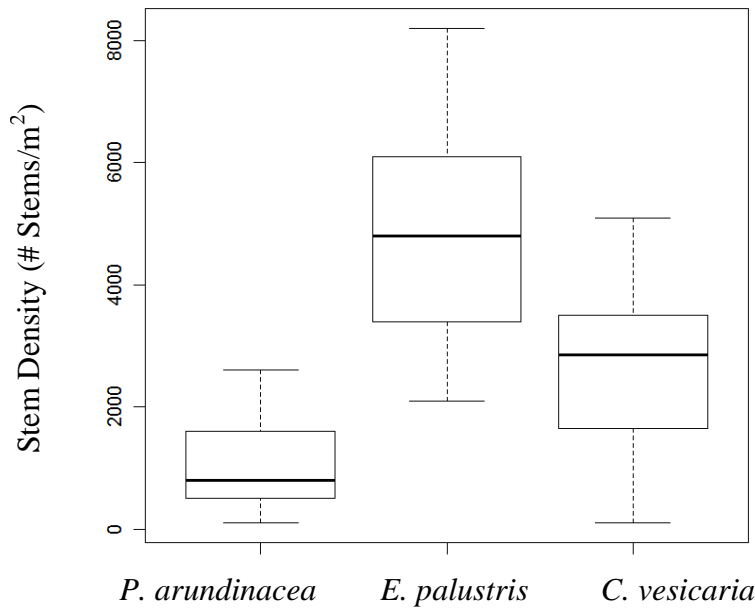 Stem Density (# Stems/m²)
8000
6000
4000
2000
0
P. arundinacea E. palustris C. vesicaria